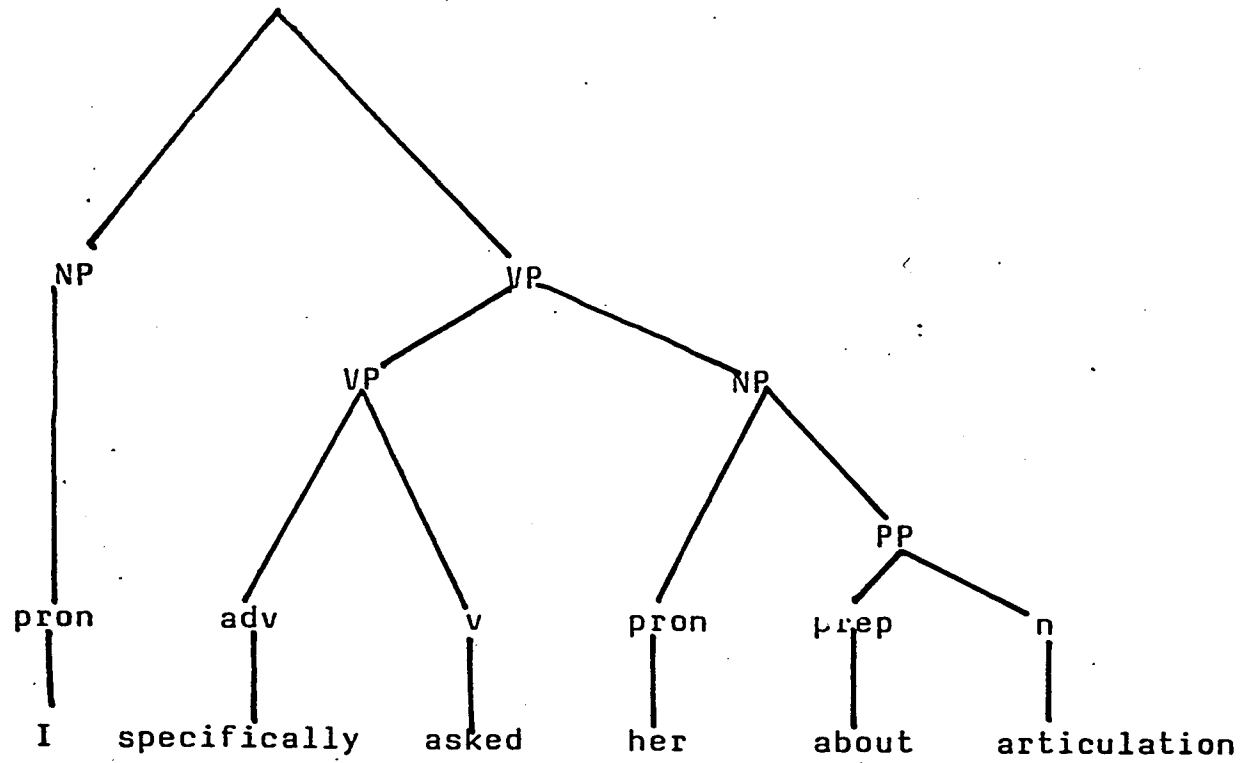 NP VP
VP NP
PP
pron adv v pron prep n
I specifically asked her about articulation